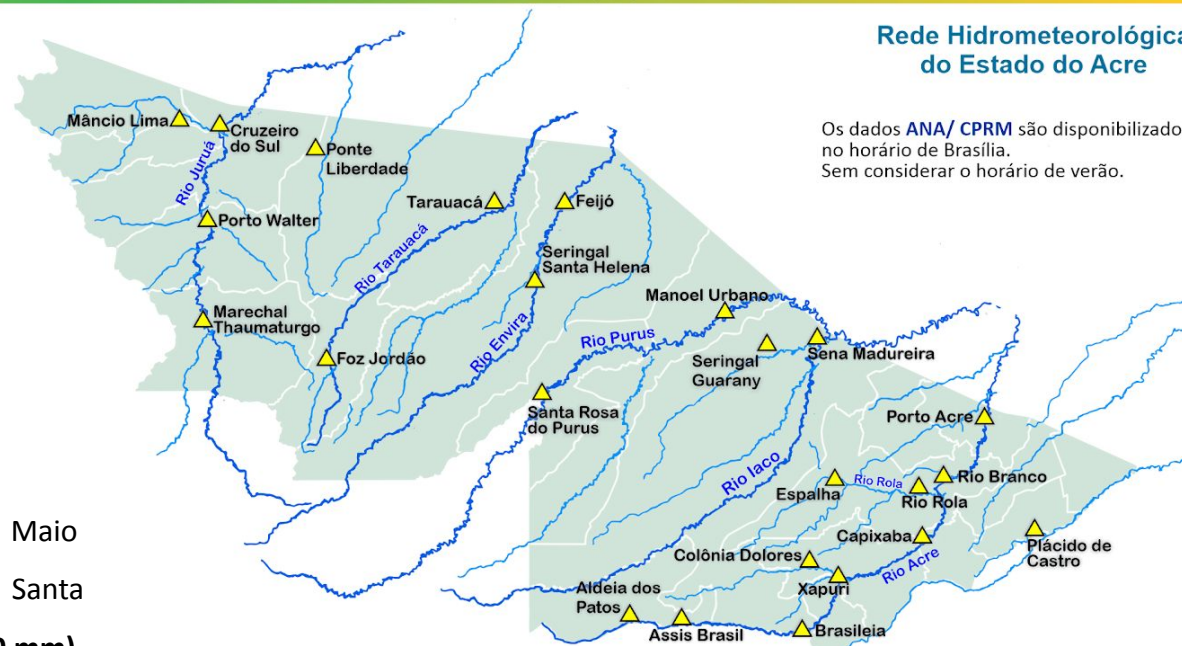 Rede Hidrometeorológica
do Estado do Acre
Os dados ANA/ CPRM são disponibilizado
no horário de Brasília.
Sem considerar o horário de verão.
Mâncio Lima
Cruzeiro
do Sul
Ponte
Liberdade
Rio Juruá
Porto Walter
Tarauacá
Feijó
Rio Tarauacá
Seringal
Santa Helena
Marechal
Thaumaturgo
Foz Jordão
Rio Envira
Manoel Urbano
Rio Purus
Seringal
Guarany
Sena Madureira
Santa Rosa
do Purus
Porto Acre
Rio Iaco
Espalha
Rio Rola
Rio Rola
Rio Branco
Capixaba
Plácido de
Castro
Colônia Dolores
Rio Acre
Xapuri
Aldeia dos
Patos
Assis Brasil
Brasileia
Maio
Santa
mm)